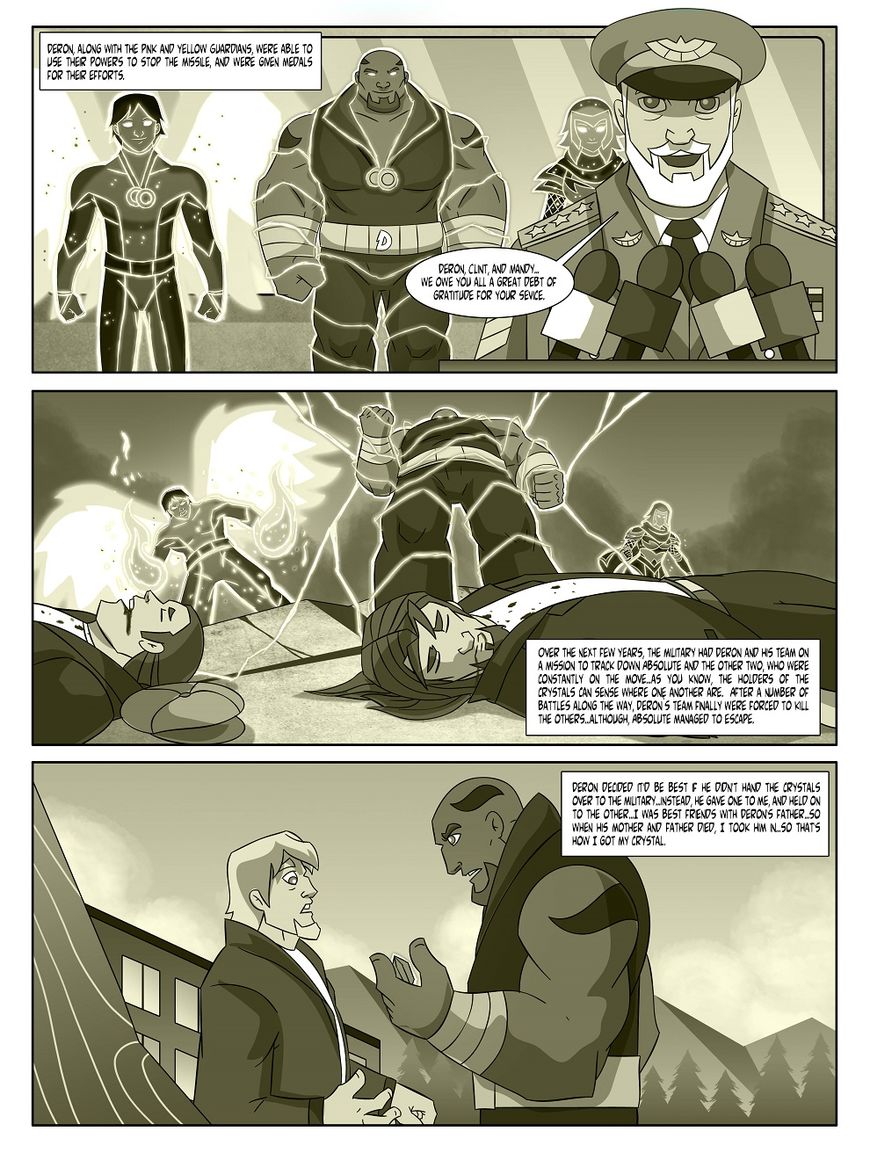 DERON, ALONG WITH THE PINK AND YELLOW GUARDIANS, WERE ABLE TO
USE THEIR POWERS TO STOP THE MISSILE, AND WERE GIVEN MEDALS
FOR THEIR EFFORTS.
D
DERON, CLINT, AND MANDY...
WE OWE YOU ALL A GREAT DEBT OF
GRATITUDE FOR YOUR SEVICE.
OVER THE NEXT FEW YEARS, THE MILITARY HAD DERON AND HIS TEAM ON
A MISSION TO TRACK DOWN ABSOLUTE AND THE OTHER TWO, WHO WERE
CONSTANTLY ON THE MOVE...AS YOU KNOW, THE HOLDERS OF THE
CRYSTALS CAN SENSE WHERE ONE ANOTHER ARE. AFTER A NUMBER OF
BATTLES ALONG THE WAY, DERON'S TEAM FINALLY WERE FORCED TO KILL
THE OTHERS...ALTHOUGH, ABSOLUTE MANAGED TO ESCAPE.
DERON DECIDED IT'D BE BEST IF HE DIDN'T HAND THE CRYSTALS
OVER TO THE MILITARY...INSTEAD, HE GAVE ONE TO ME, AND HELD ON
TO THE OTHER...I WAS BEST FRIENDS WITH DERON'S FATHER...SO
WHEN HIS MOTHER AND FATHER DIED, I TOOK HIM IN...SO THAT'S
HOW I GOT MY CRYSTAL.